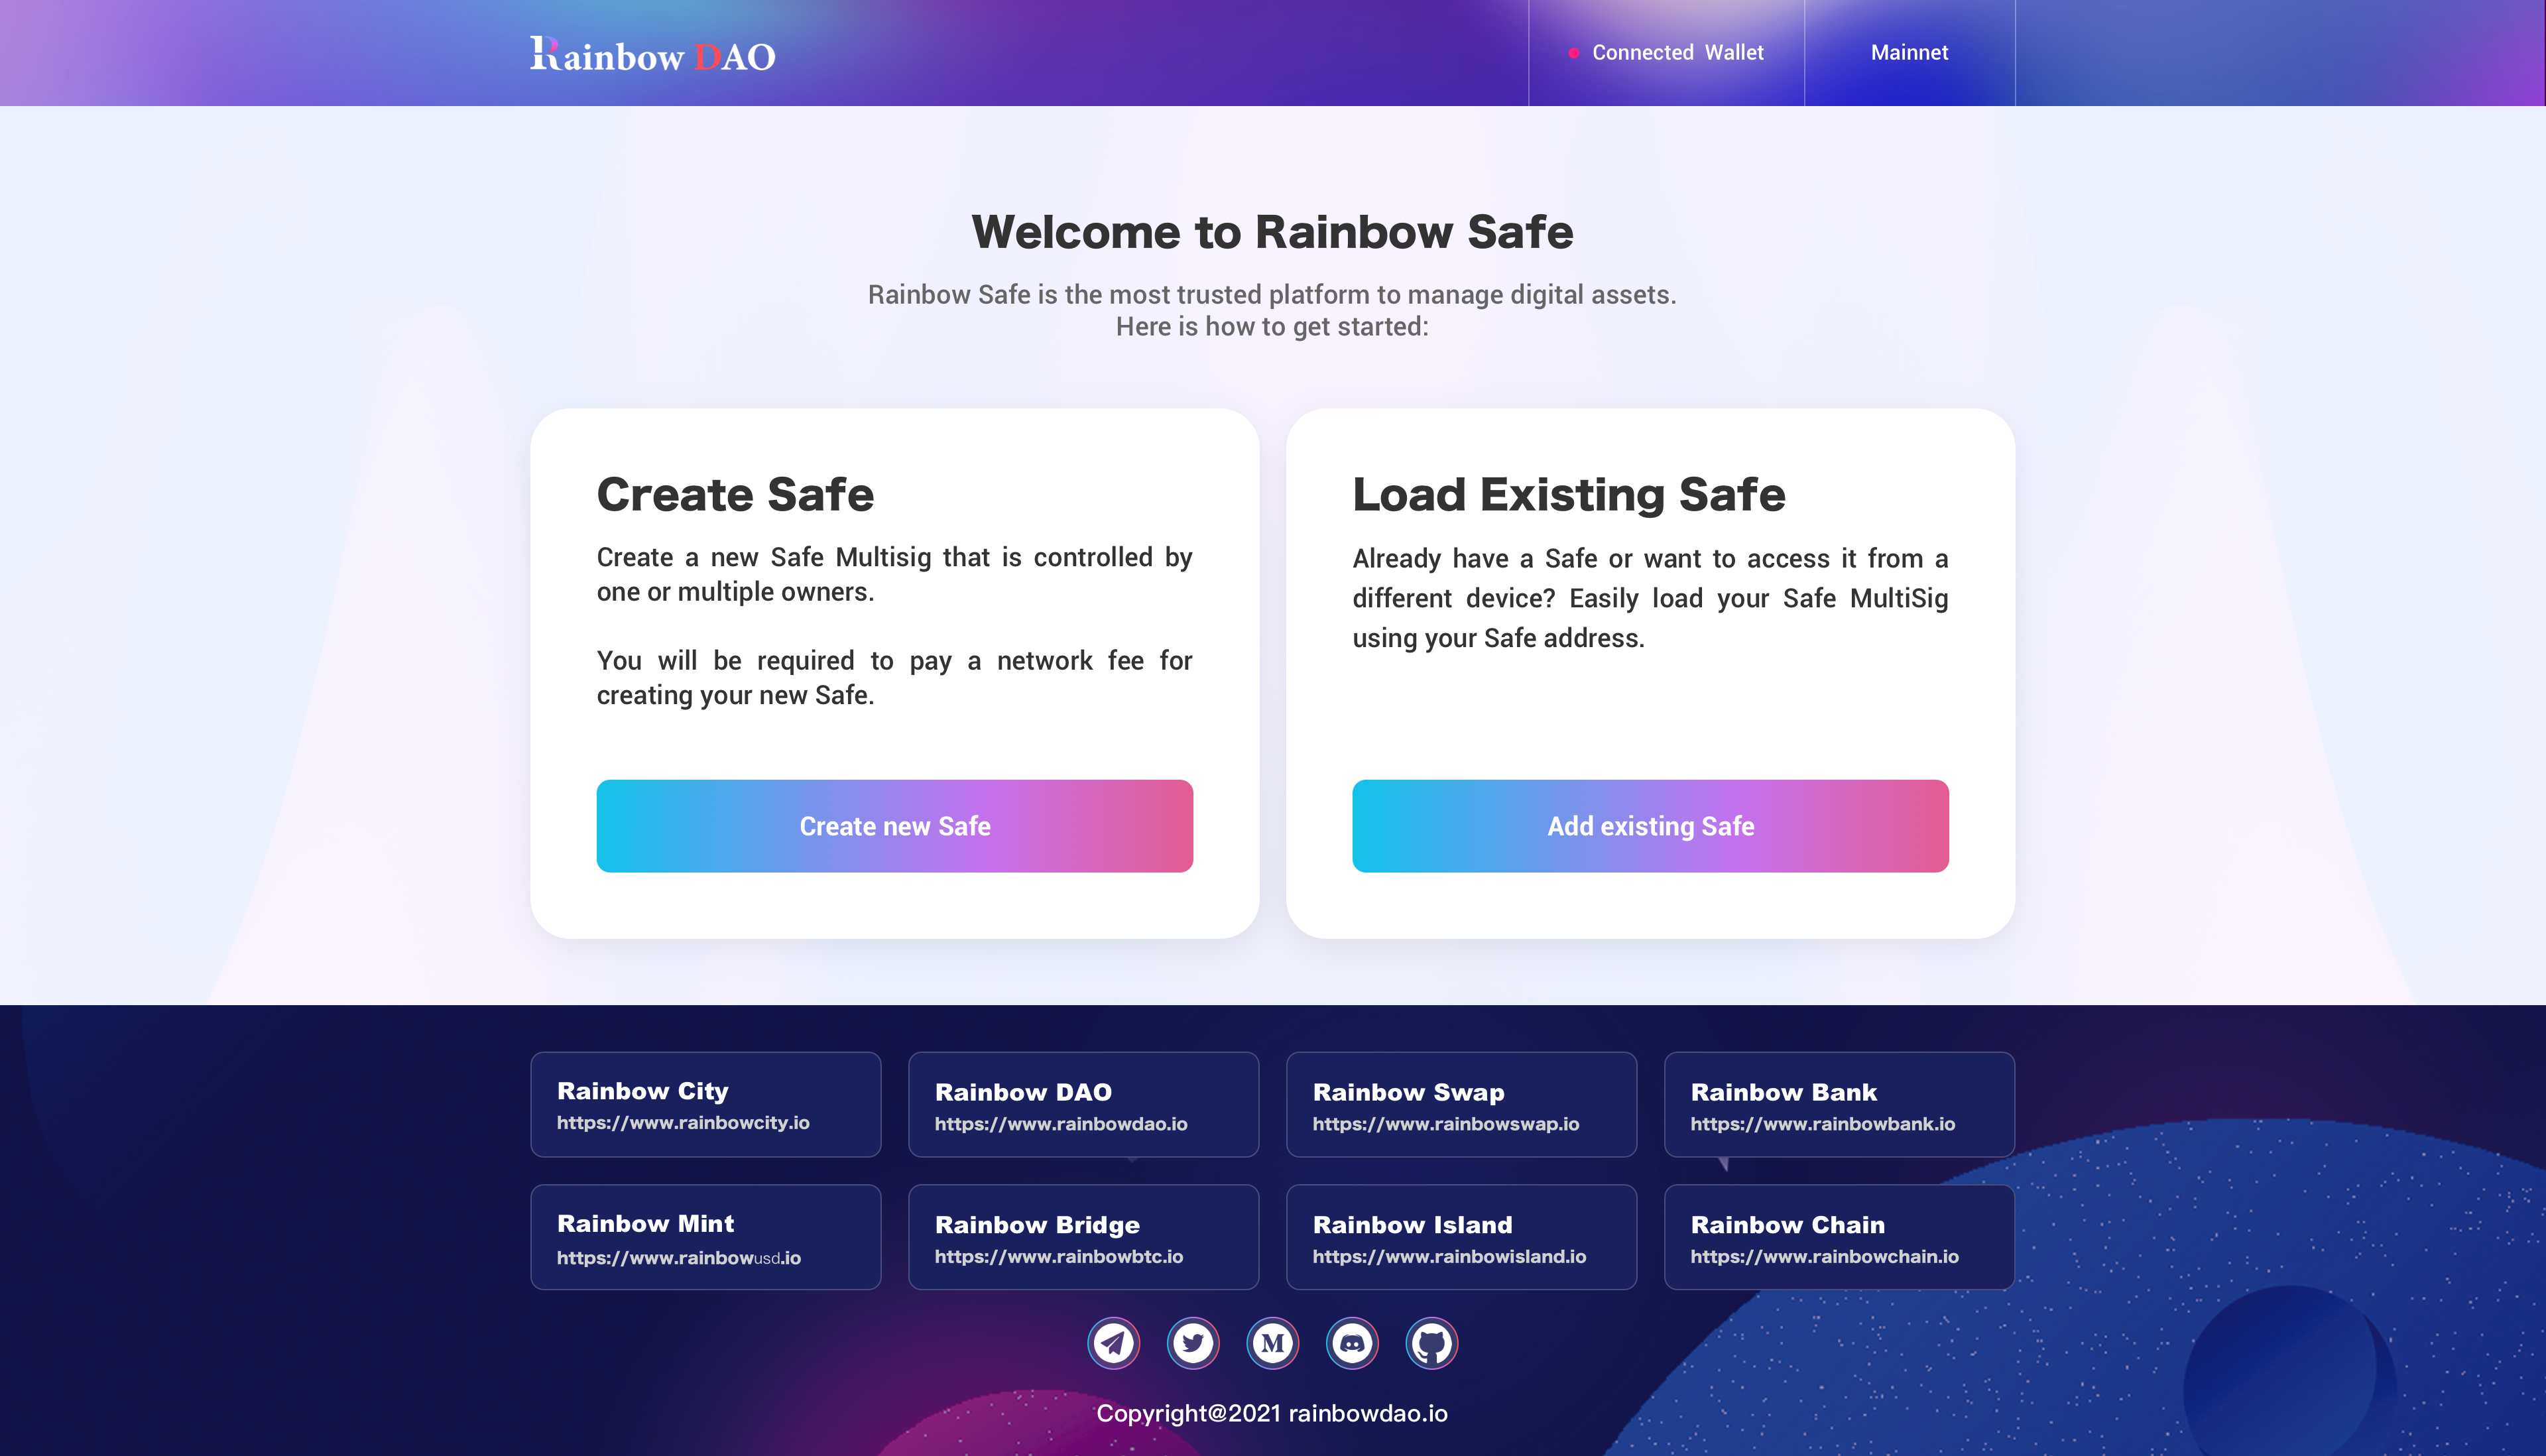 Rainbow DAO
Connected Wallet
Mainnet
Welcome to Rainbow Safe
Rainbow Safe is the most trusted platform to manage digital assets.
Here is how to get started:
Create Safe
Create a new Safe Multisig that is controlled by
one or multiple owners.
You will be required to pay a network fee for
creating your new Safe.
Create new Safe
Load Existing Safe
Already have a Safe or want to access it from a
different device? Easily load your Safe MultiSig
using your Safe address.
Add existing Safe
Rainbow City
https://www.rainbowcity.io
Rainbow DAO
https://www.rainbowdao.io
Rainbow Swap
https://www.rainbowswap.io
Rainbow Bank
https://www.rainbowbank.io
Rainbow Mint
https://www.rainbowusd.io
Rainbow Bridge
https://www.rainbowbtc.io
Rainbow Island
https://www.rainbowisland.io
Rainbow Chain
https://www.rainbowchain.io
M
Copyright@2021 rainbowdao.io